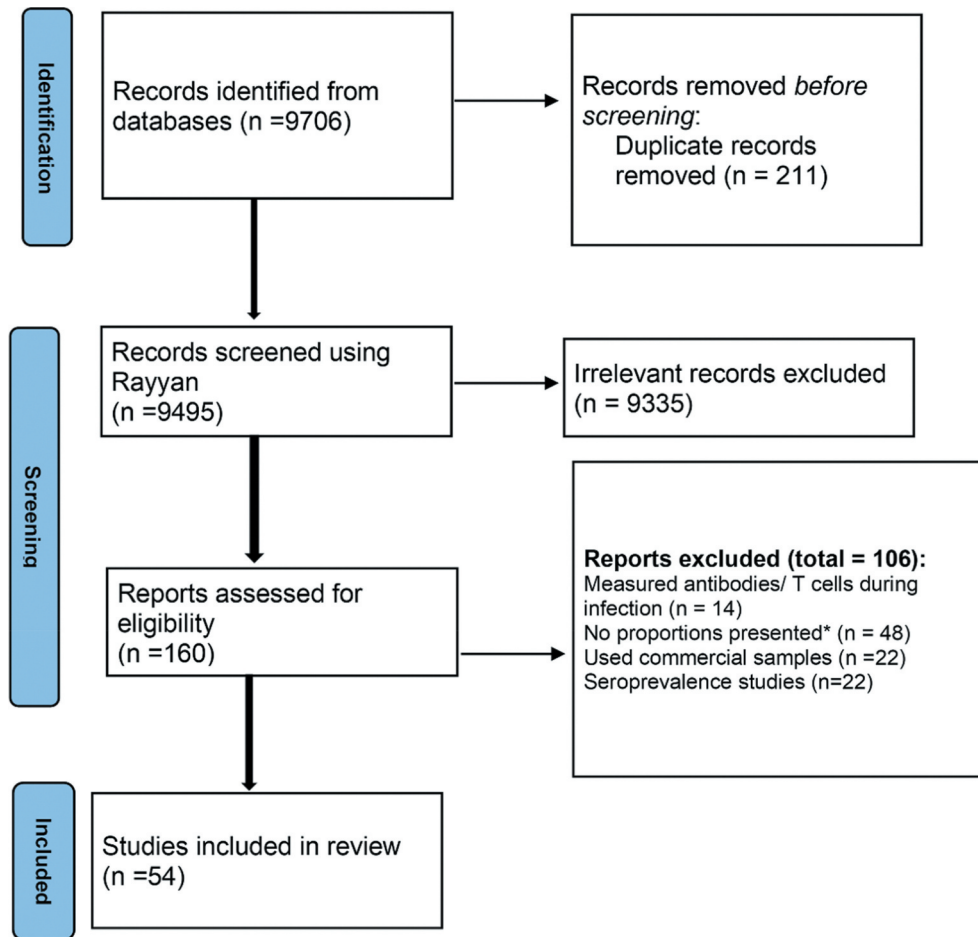 Identification
Records identified from
databases (n =9706)
Records removed before
screening:
Duplicate records
removed (n = 211)
Screening
Records screened using
Rayyan
(n =9495)
Irrelevant records excluded
(n = 9335)
Reports assessed for
eligibility
(n =160)
Reports excluded (total = 106):
Measured antibodies/ T cells during
infection (n = 14)
No proportions presented* (n = 48)
Used commercial samples (n =22)
Seroprevalence studies (n=22)
Included
Studies included in review
(n =54)